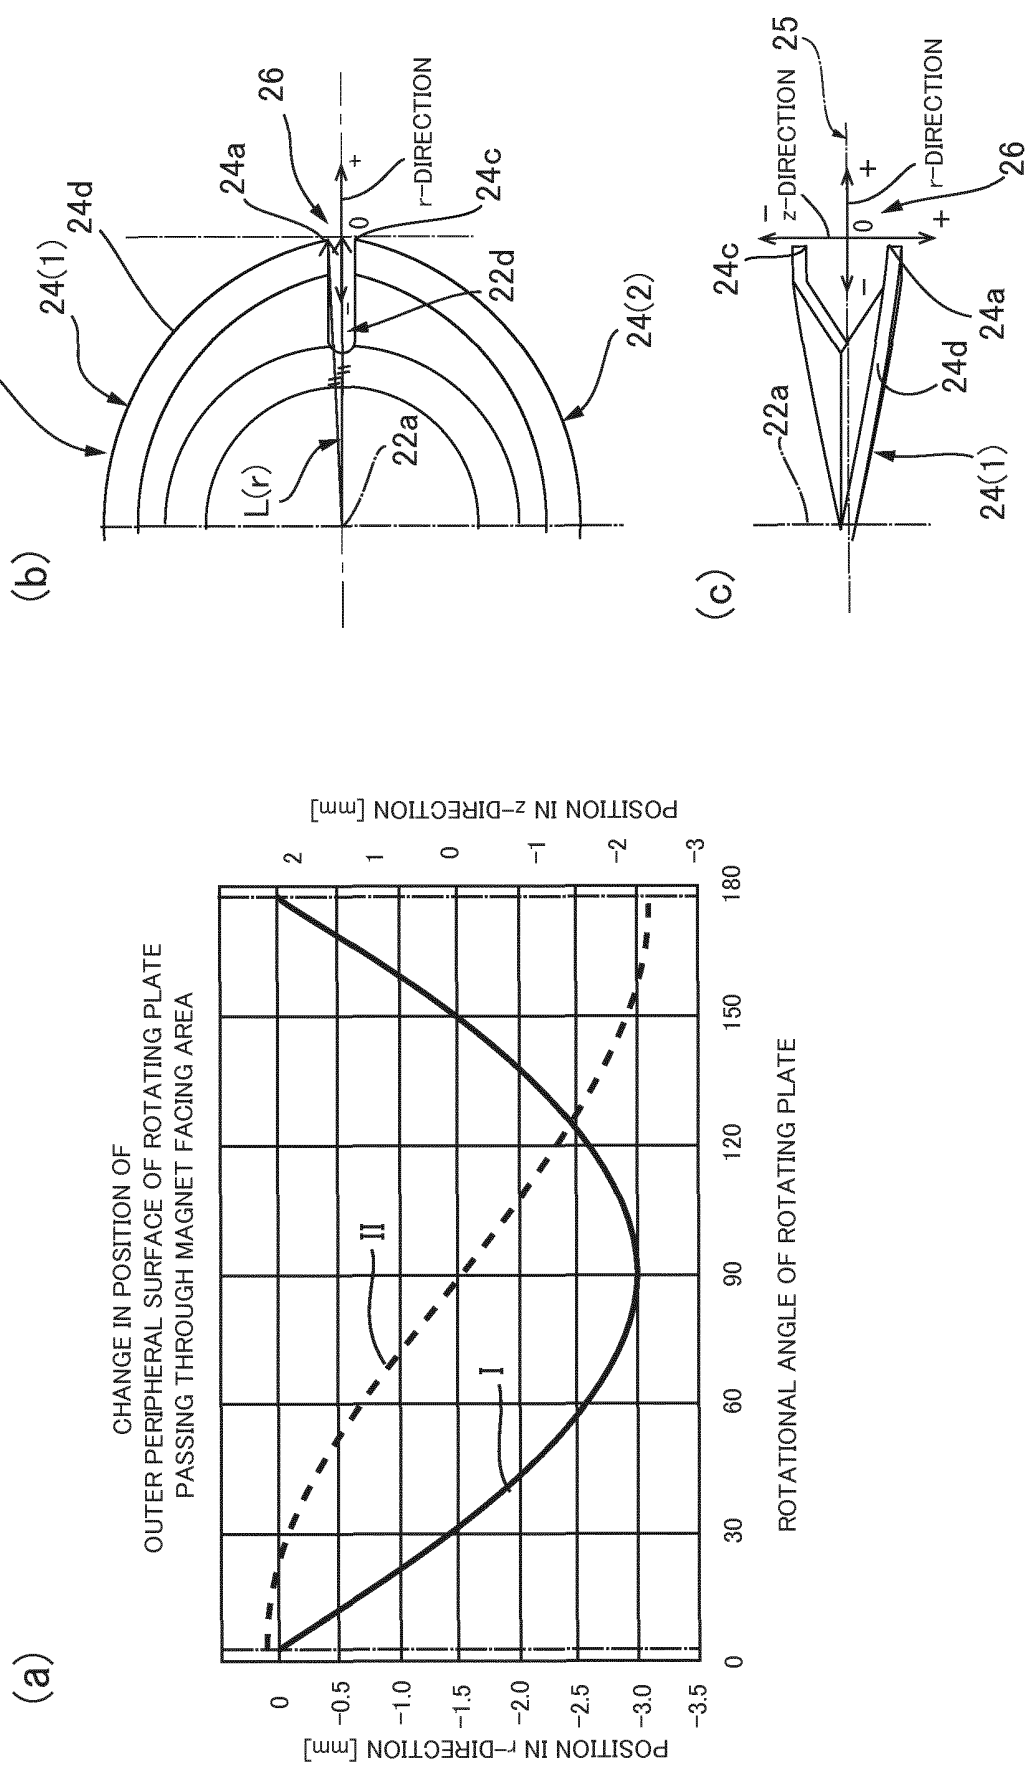 (a)
CHANGE IN POSITION OF
OUTER PERIPHERAL SURFACE OF ROTATING PLATE
PASSING THROUGH MAGNET FACING AREA
POSITION IN r-DIRECTION [mm]
0
-0.5
-1.0
-1.5
-2.0
-2.5
-3.0
-3.5
I
II
POSITION IN z-DIRECTION [mm]
2
1
0
-1
-2
-3
0
30
60
90
120
150
180
ROTATIONAL ANGLE OF ROTATING PLATE
(b)
24(1)
24d
24a
26
+
0
-
r-DIRECTION
24c
22d
L(r)
22a
24(2)
(c)
22a
24c
-
z-DIRECTION
25
+
0
-
r-DIRECTION
+
26
24a
24d
24(1)